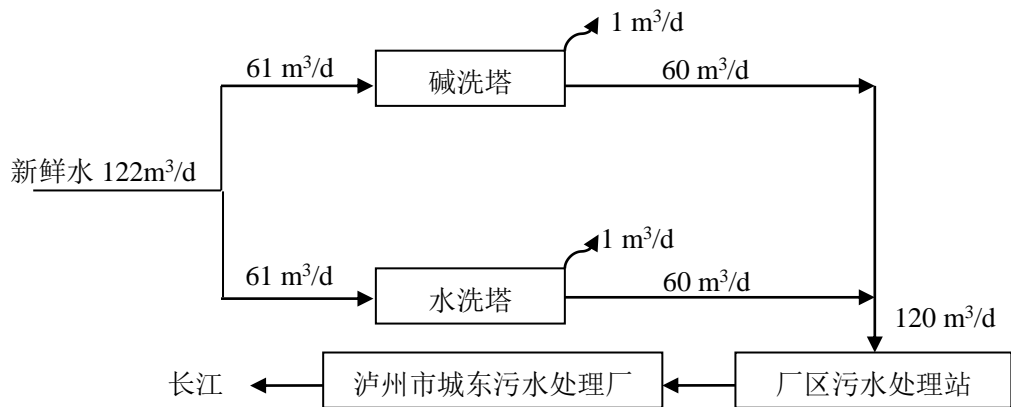 1 m³/d
61 m³/d
碱洗塔
60 m³/d
新鲜水 122m³/d
1 m³/d
61 m³/d
水洗塔
60 m³/d
120 m³/d
长江
泸州市城东污水处理厂
厂区污水处理站